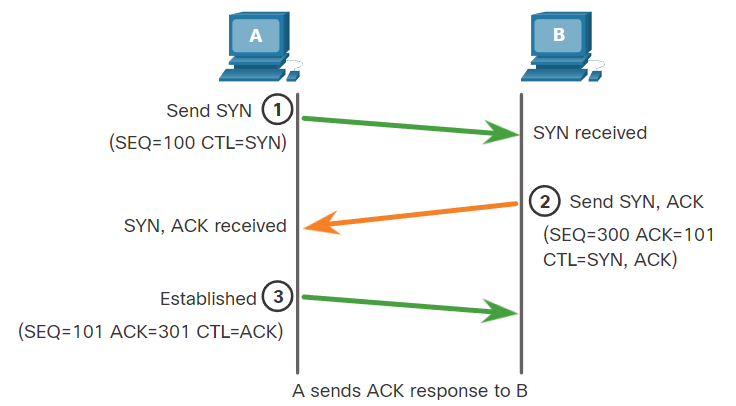 A
B
Send SYN 1
(SEQ=100 CTL=SYN)
SYN received
2 Send SYN, ACK
SYN, ACK received
(SEQ=300 ACK=101
CTL=SYN, ACK)
Established 3
(SEQ=101 ACK=301 CTL=ACK)
A sends ACK response to B